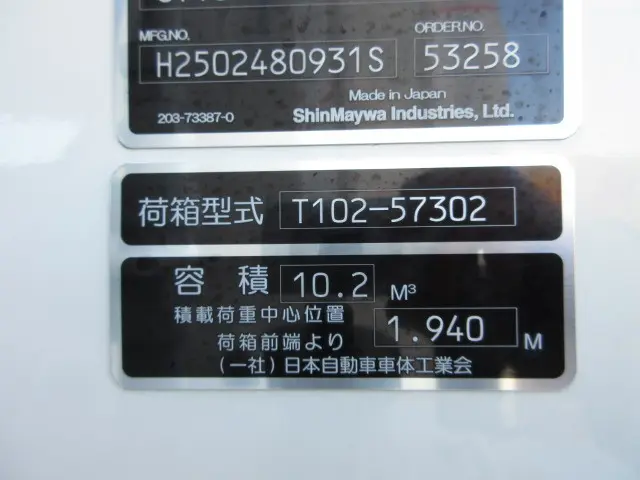 MFG.NO. ORDER.NO.
H2502480931S 53258
Made in Japan
203-73387-0 ShinMaywa Industries, Ltd.
荷箱型式 T102-57302
容 積 10.2 M³
積載荷重中心位置
荷箱前端より 1.940 M
(一社)日本自動車車体工業会